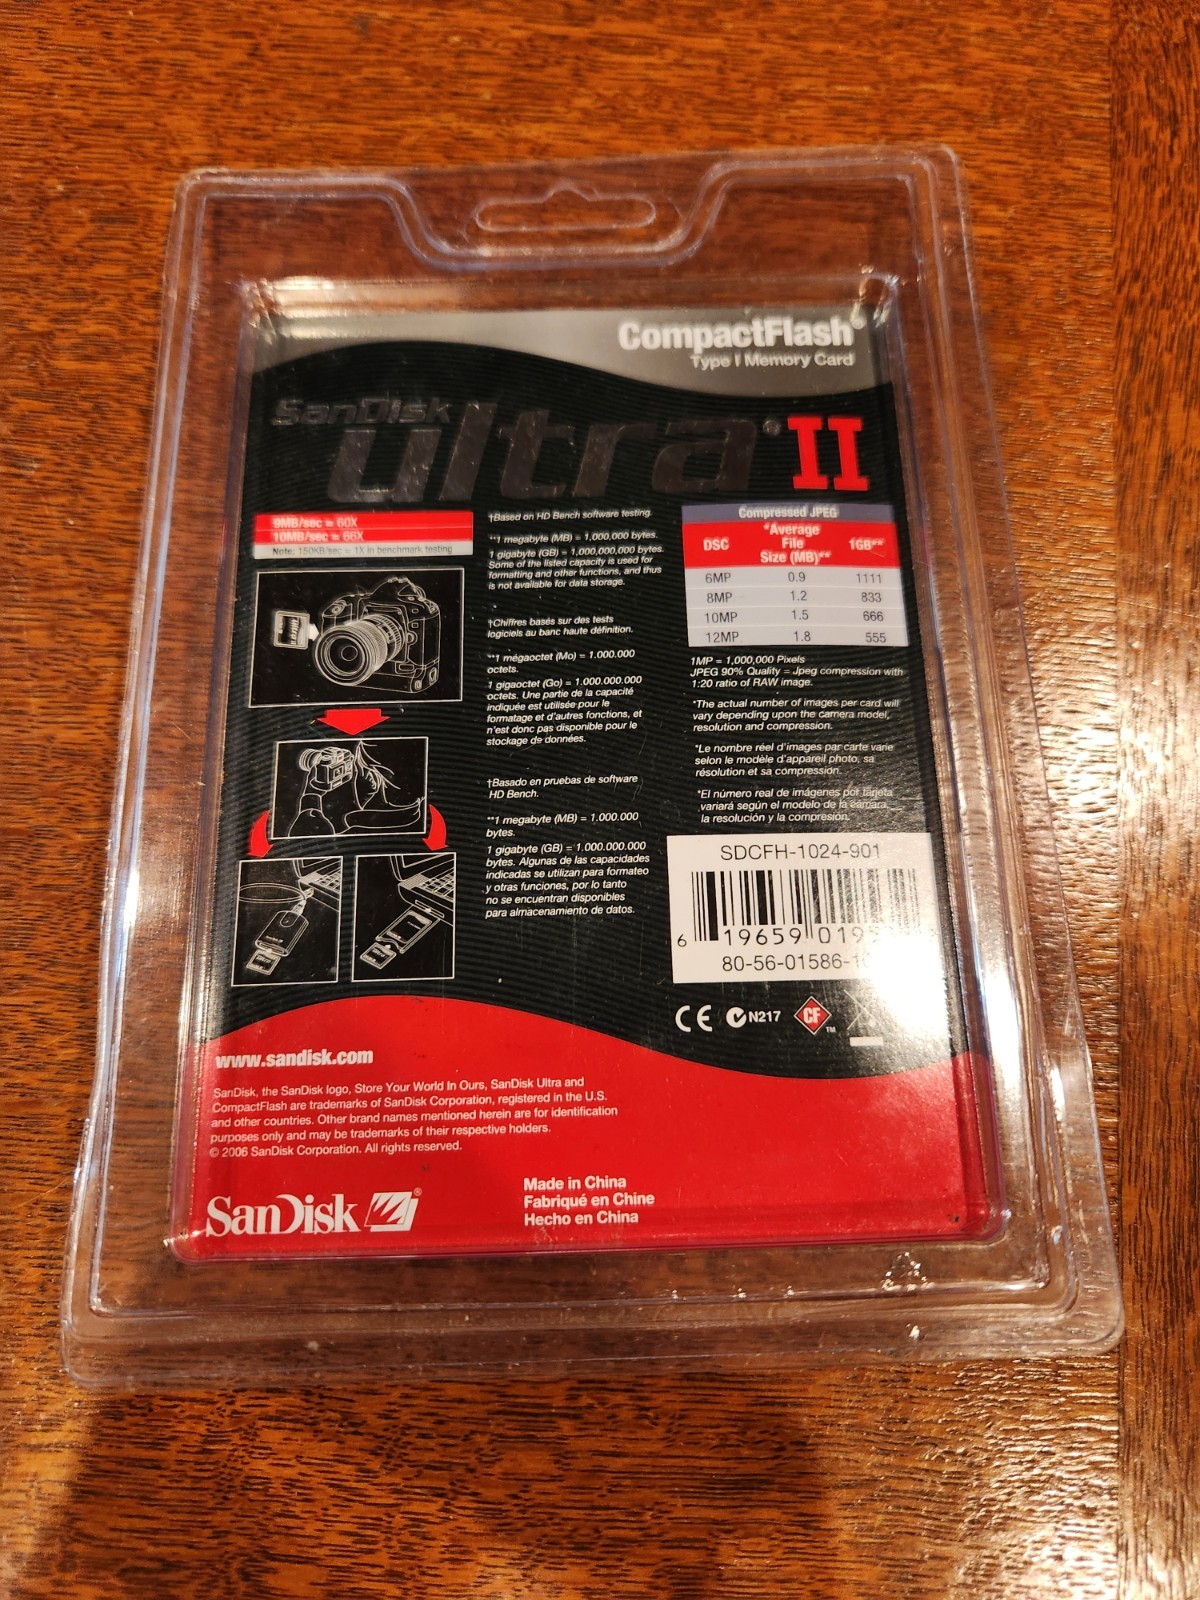 CompactFlash®
Type I Memory Card
SanDisk
ultra® II
9MB/sec = 60X
10MB/sec = 66X
Note: 150KB/sec = 1X in benchmark testing
†Based on HD Bench software testing.
**1 megabyte (MB) = 1,000,000 bytes.
1 gigabyte (GB) = 1,000,000,000 bytes.
Some of the listed capacity is used for
formatting and other functions, and thus
is not available for data storage.
†Chiffres basés sur des tests
logiciels au banc haute définition.
**1 mégaoctet (Mo) = 1.000.000
octets.
1 gigaoctet (Go) = 1.000.000.000
octets. Une partie de la capacité
indiquée est utilisée pour le
formatage et d'autres fonctions, et
n'est donc pas disponible pour le
stockage de données.
†Basado en pruebas de software
HD Bench.
**1 megabyte (MB) = 1.000.000
bytes.
1 gigabyte (GB) = 1.000.000.000
bytes. Algunas de las capacidades
indicadas se utilizan para formateo
y otras funciones, por lo tanto
no se encuentran disponibles
para almacenamiento de datos.
Compressed JPEG
DSC *Average File Size (MB)** 1GB**
6MP 0.9 1111
8MP 1.2 833
10MP 1.5 666
12MP 1.8 555
1MP = 1,000,000 Pixels
JPEG 90% Quality = Jpeg compression with
1:20 ratio of RAW image.
*The actual number of images per card will
vary depending upon the camera model,
resolution and compression.
*Le nombre réel d'images par carte varie
selon le modèle d'appareil photo, sa
résolution et sa compression.
*El número real de imágenes por tarjeta
variará según el modelo de la cámara,
la resolución y la compresión.
SDCFH-1024-901
6 19659 019
80-56-01586-1
CE N217 CF TM
www.sandisk.com
SanDisk, the SanDisk logo, Store Your World In Ours, SanDisk Ultra and
CompactFlash are trademarks of SanDisk Corporation, registered in the U.S.
and other countries. Other brand names mentioned herein are for identification
purposes only and may be trademarks of their respective holders.
© 2006 SanDisk Corporation. All rights reserved.
SanDisk®
Made in China
Fabriqué en Chine
Hecho en China